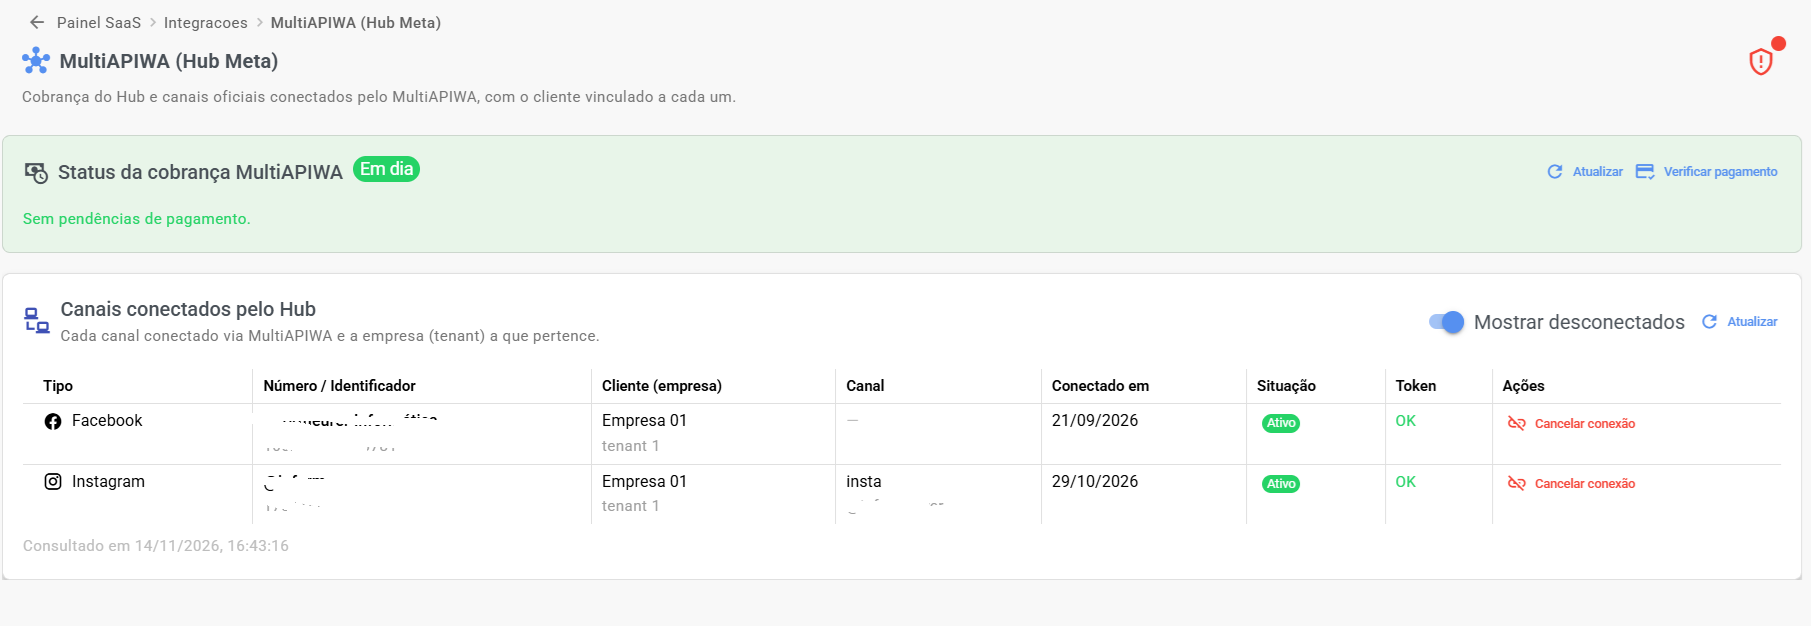 Painel SaaS > Integracoes > MultiAPIWA (Hub Meta)
MultiAPIWA (Hub Meta)
Cobrança do Hub e canais oficiais conectados pelo MultiAPIWA, com o cliente vinculado a cada um.
Status da cobrança MultiAPIWA Em dia
Atualizar Verificar pagamento
Sem pendências de pagamento.
Canais conectados pelo Hub
Cada canal conectado via MultiAPIWA e a empresa (tenant) a que pertence.
Mostrar desconectados Atualizar
Tipo Número / Identificador Cliente (empresa) Canal Conectado em Situação Token Ações
Facebook Empresa 01 — 21/09/2026 Ativo OK Cancelar conexão
tenant 1
Instagram Empresa 01 insta 29/10/2026 Ativo OK Cancelar conexão
tenant 1
Consultado em 14/11/2026, 16:43:16